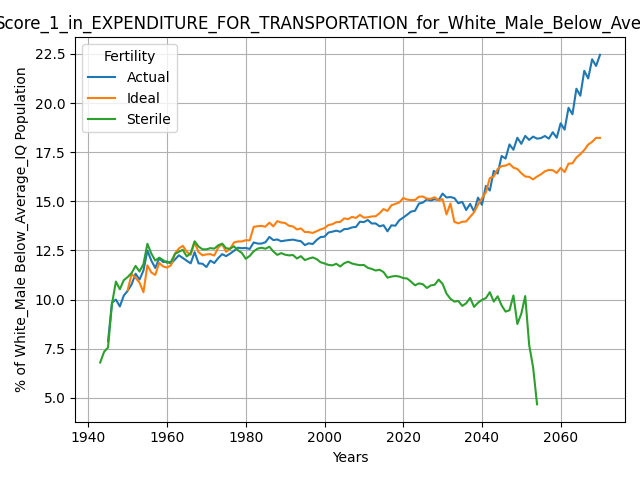 Score_1_in_EXPENDITURE_FOR_TRANSPORTATION_for_White_Male_Below_Ave
% of White_Male Below_Average_IQ Population
22.5
20.0
17.5
15.0
12.5
10.0
7.5
5.0
Fertility
Actual
Ideal
Sterile
1940 1960 1980 2000 2020 2040 2060
Years